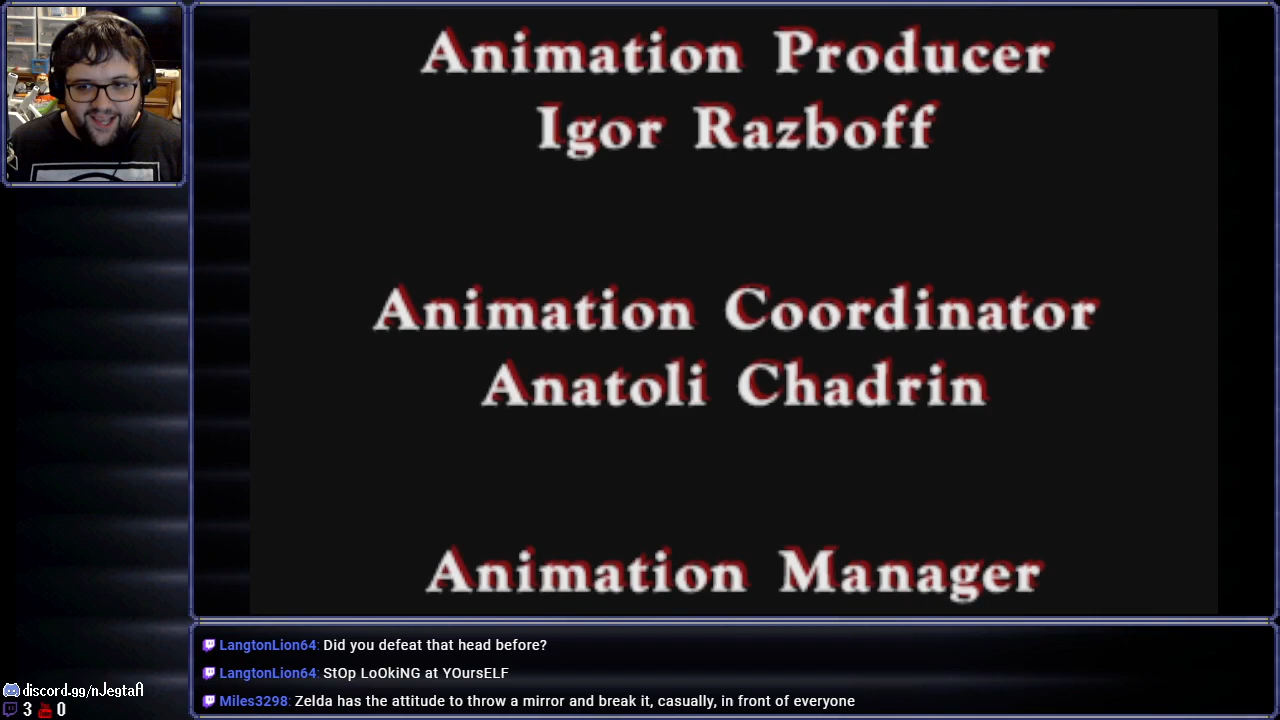 Animation Producer
Igor Razboff
Animation Coordinator
Anatoli Chadrin
Animation Manager
LangtonLion64: Did you defeat that head before?
LangtonLion64: StOp LoOkiNG at YOursELF
Miles3298: Zelda has the attitude to throw a mirror and break it, casually, in front of everyone
discord.gg/nJegtaA
3 0